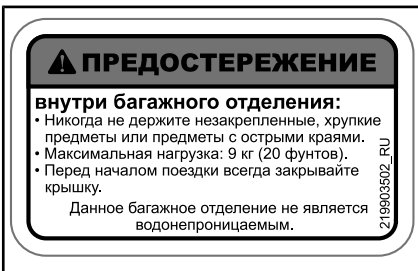 ПРЕДОСТЕРЕЖЕНИЕ
внутри багажного отделения:
• Никогда не держите незакрепленные, хрупкие
предметы или предметы с острыми краями.
• Максимальная нагрузка: 9 кг (20 фунтов).
• Перед началом поездки всегда закрывайте
крышку.
Данное багажное отделение не является
водонепроницаемым.
219903502_RU